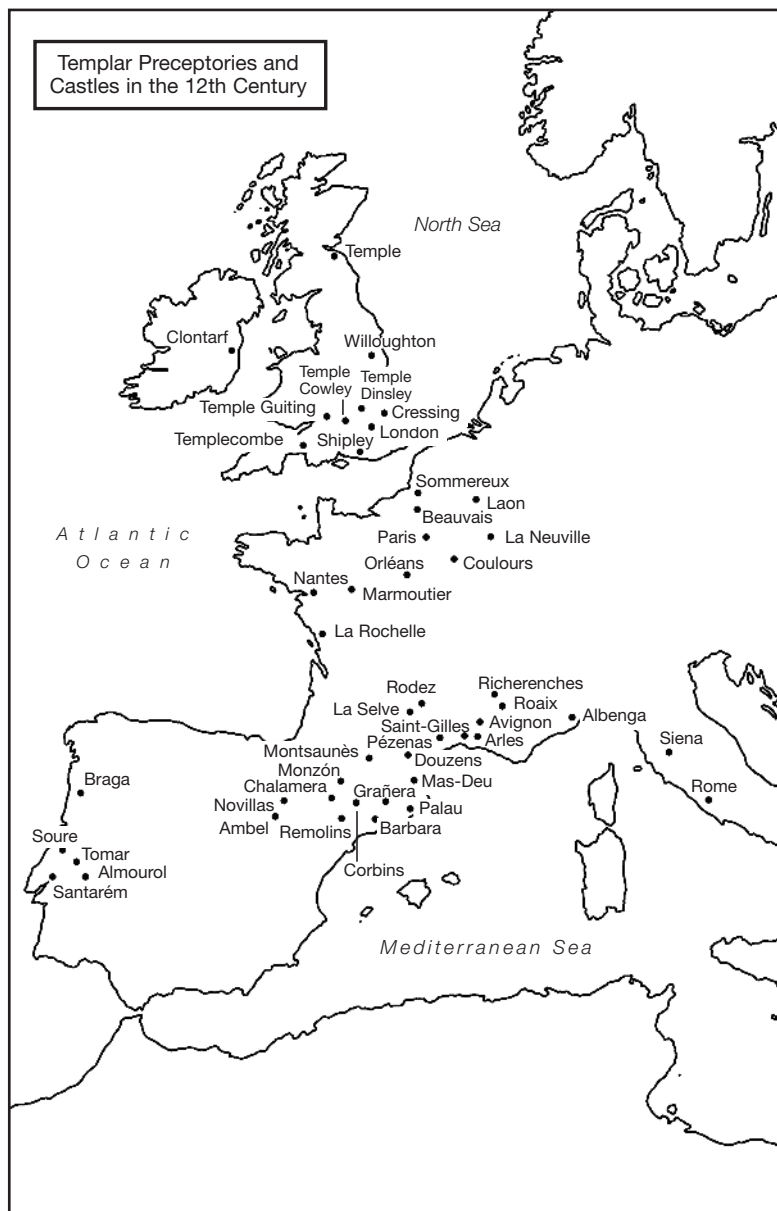 Templar Preceptories and
Castles in the 12th Century
North Sea
Temple
Clontarf
Willoughton
Temple
Cowley
Temple
Dinsley
Temple Guiting
Cressing
Templecombe
Shipley
London
Sommereux
Laon
Beauvais
Atlantic
Ocean
Paris
La Neuville
Orléans
Coulours
Nantes
Marmoutier
La Rochelle
Rodez
Richerenches
La Selve
Roaix
Saint-Gilles
Avignon
Albenga
Pézenas
Arles
Montsaunès
Douzens
Siena
Monzón
Mas-Deu
Braga
Chalamera
Grañera
Rome
Novillas
Palau
Ambel
Remolins
Barbara
Soure
Tomar
Almourol
Corbins
Santarém
Mediterranean Sea